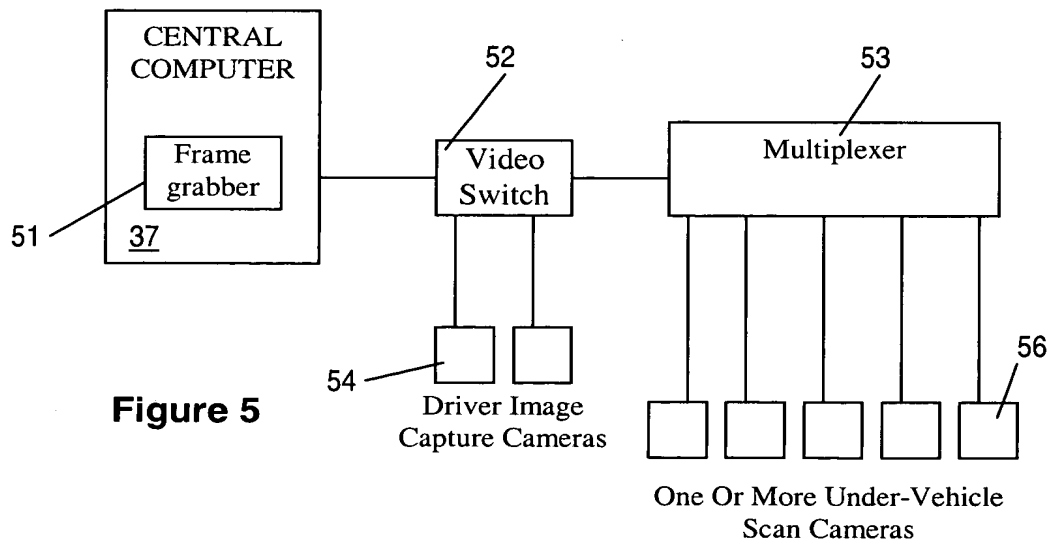 CENTRAL
COMPUTER
Frame
grabber
51
37
52
Video
Switch
53
Multiplexer
54
Driver Image
Capture Cameras
56
One Or More Under-Vehicle
Scan Cameras
Figure 5